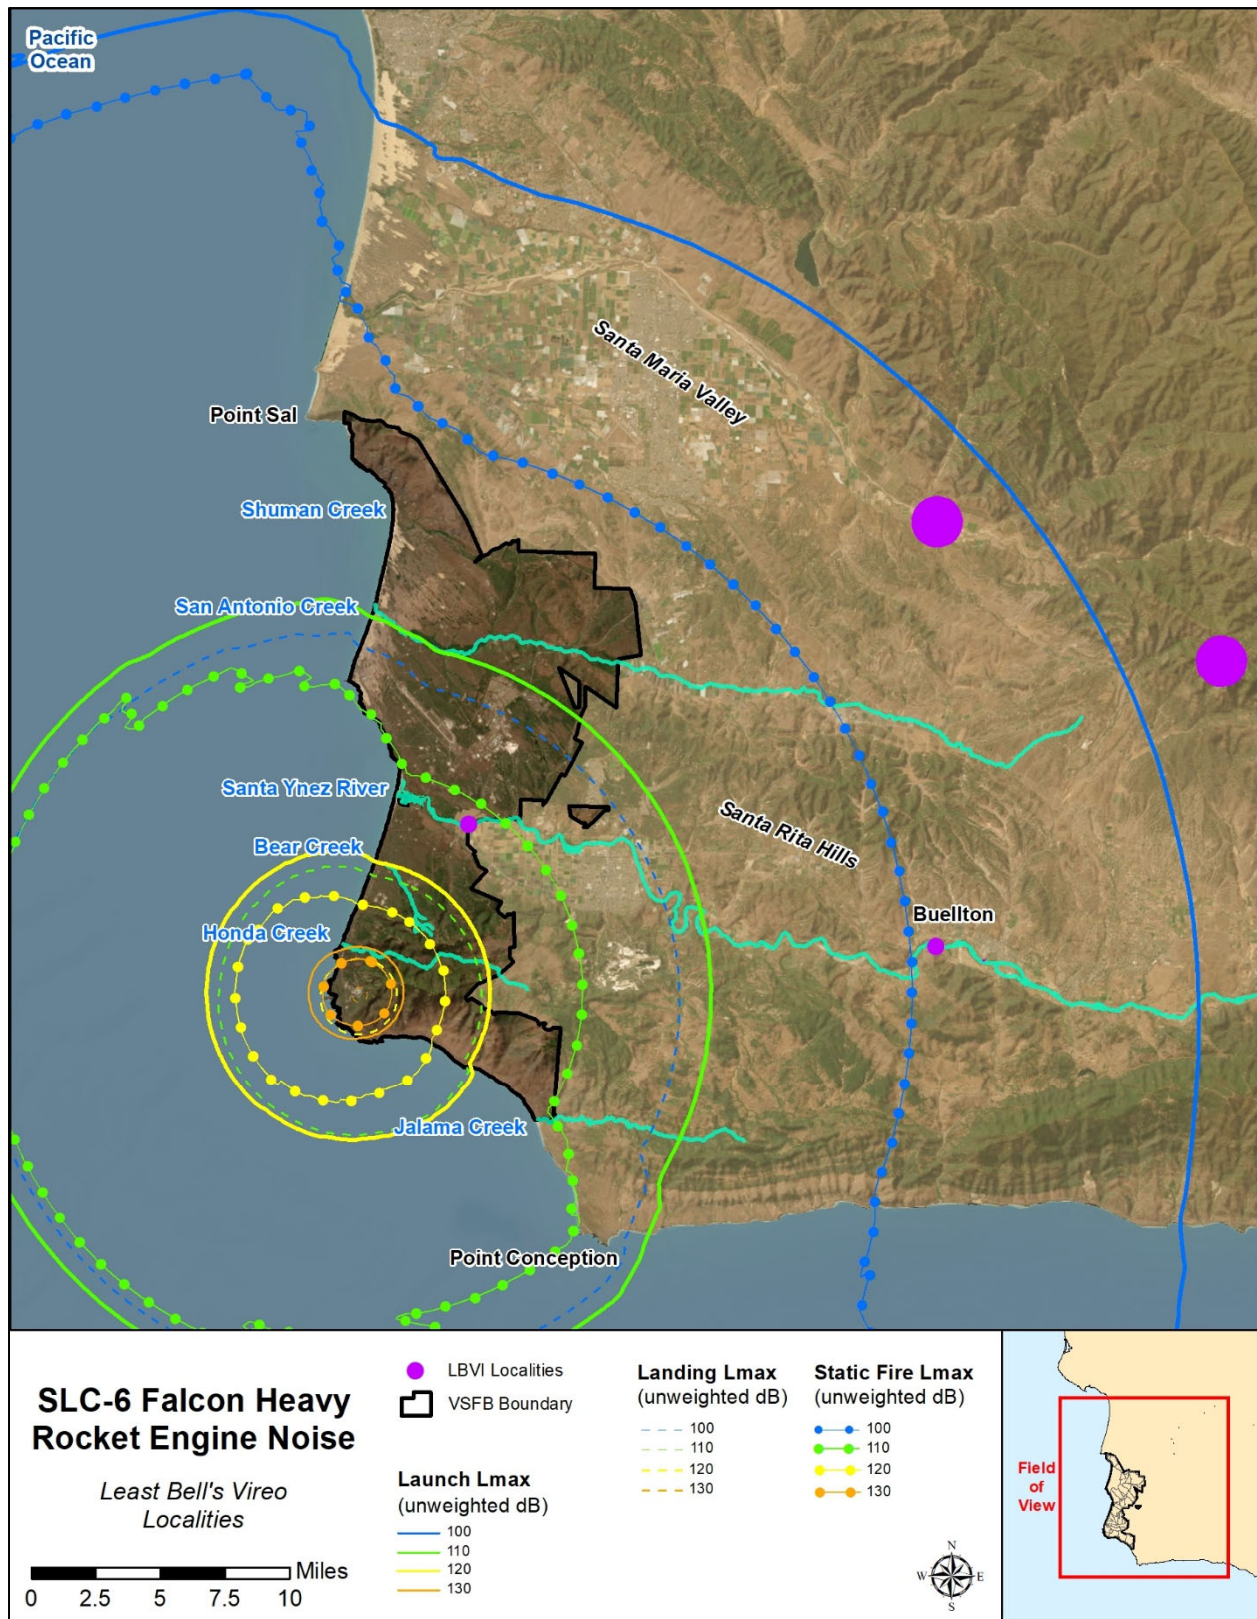 Pacific
Ocean
Santa Maria Valley
Point Sal
Shuman Creek
San Antonio Creek
Santa Ynez River
Santa Rita Hills
Bear Creek
Buellton
Honda Creek
Jalama Creek
Point Conception
SLC-6 Falcon Heavy
Rocket Engine Noise
Least Bell's Vireo
Localities
0 2.5 5 7.5 10 Miles
LBVI Localities
VSFB Boundary
Launch Lmax
(unweighted dB)
100
110
120
130
Landing Lmax
(unweighted dB)
100
110
120
130
Static Fire Lmax
(unweighted dB)
100
110
120
130
N
W E
S
Field
of
View